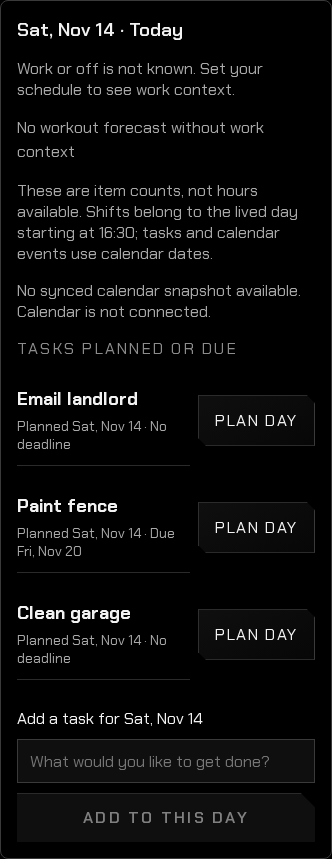 Sat, Nov 14 · Today
Work or off is not known. Set your
schedule to see work context.
No workout forecast without work
context
These are item counts, not hours
available. Shifts belong to the lived day
starting at 16:30; tasks and calendar
events use calendar dates.
No synced calendar snapshot available.
Calendar is not connected.
TASKS PLANNED OR DUE
Email landlord
Planned Sat, Nov 14 · No
deadline
PLAN DAY
Paint fence
Planned Sat, Nov 14 · Due
Fri, Nov 20
PLAN DAY
Clean garage
Planned Sat, Nov 14 · No
deadline
PLAN DAY
Add a task for Sat, Nov 14
What would you like to get done?
ADD TO THIS DAY